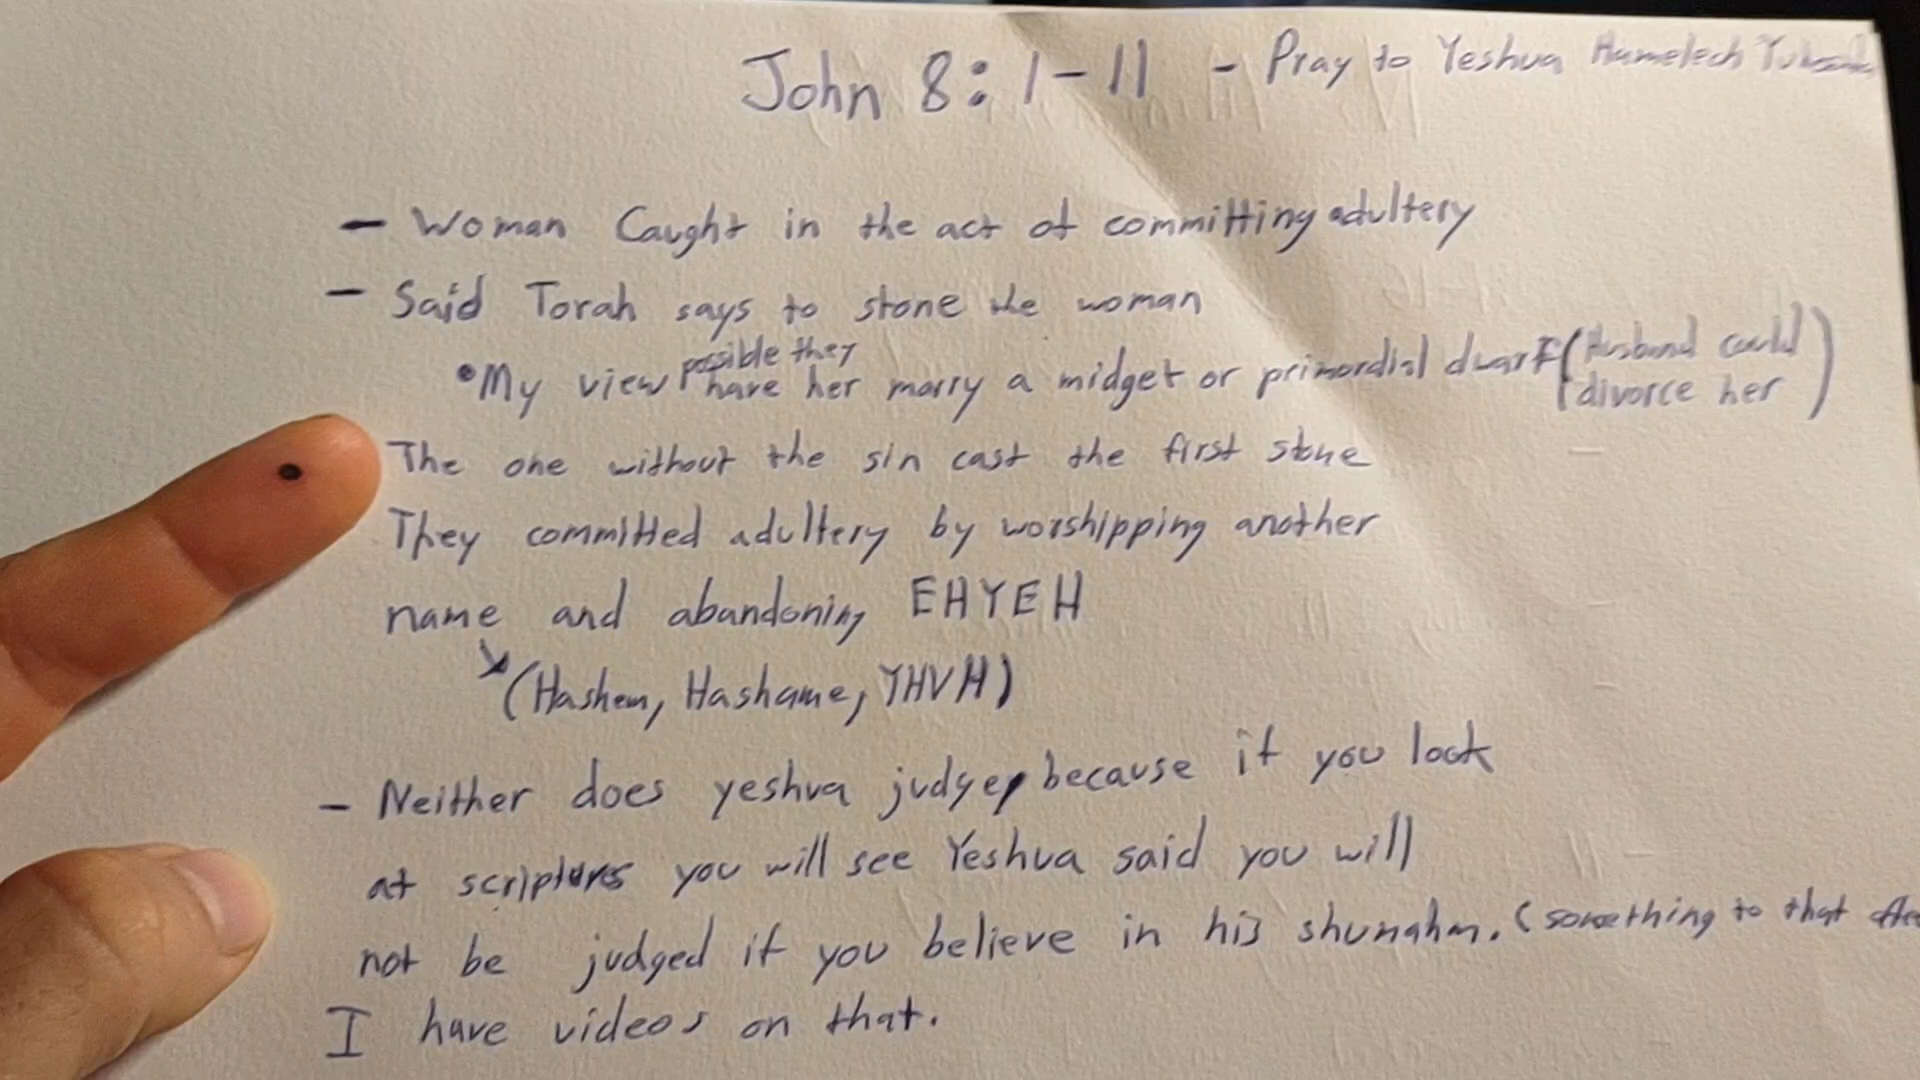 John 8:1-11 - Pray to Yeshua Hamelech
- Woman Caught in the act of committing adultery
- Said Torah says to stone the woman
• My view possible they have her marry a midget or primordial dwarf (Husband could divorce her)
The one without the sin cast the first stone
They committed adultery by worshipping another
name and abandoning EHYEH
(Hashem, Hashame, YHVH)
- Neither does yeshua judge, because if you look
at scriptures you will see Yeshua said you will
not be judged if you believe in his shumahm. (something to that
I have videos on that.